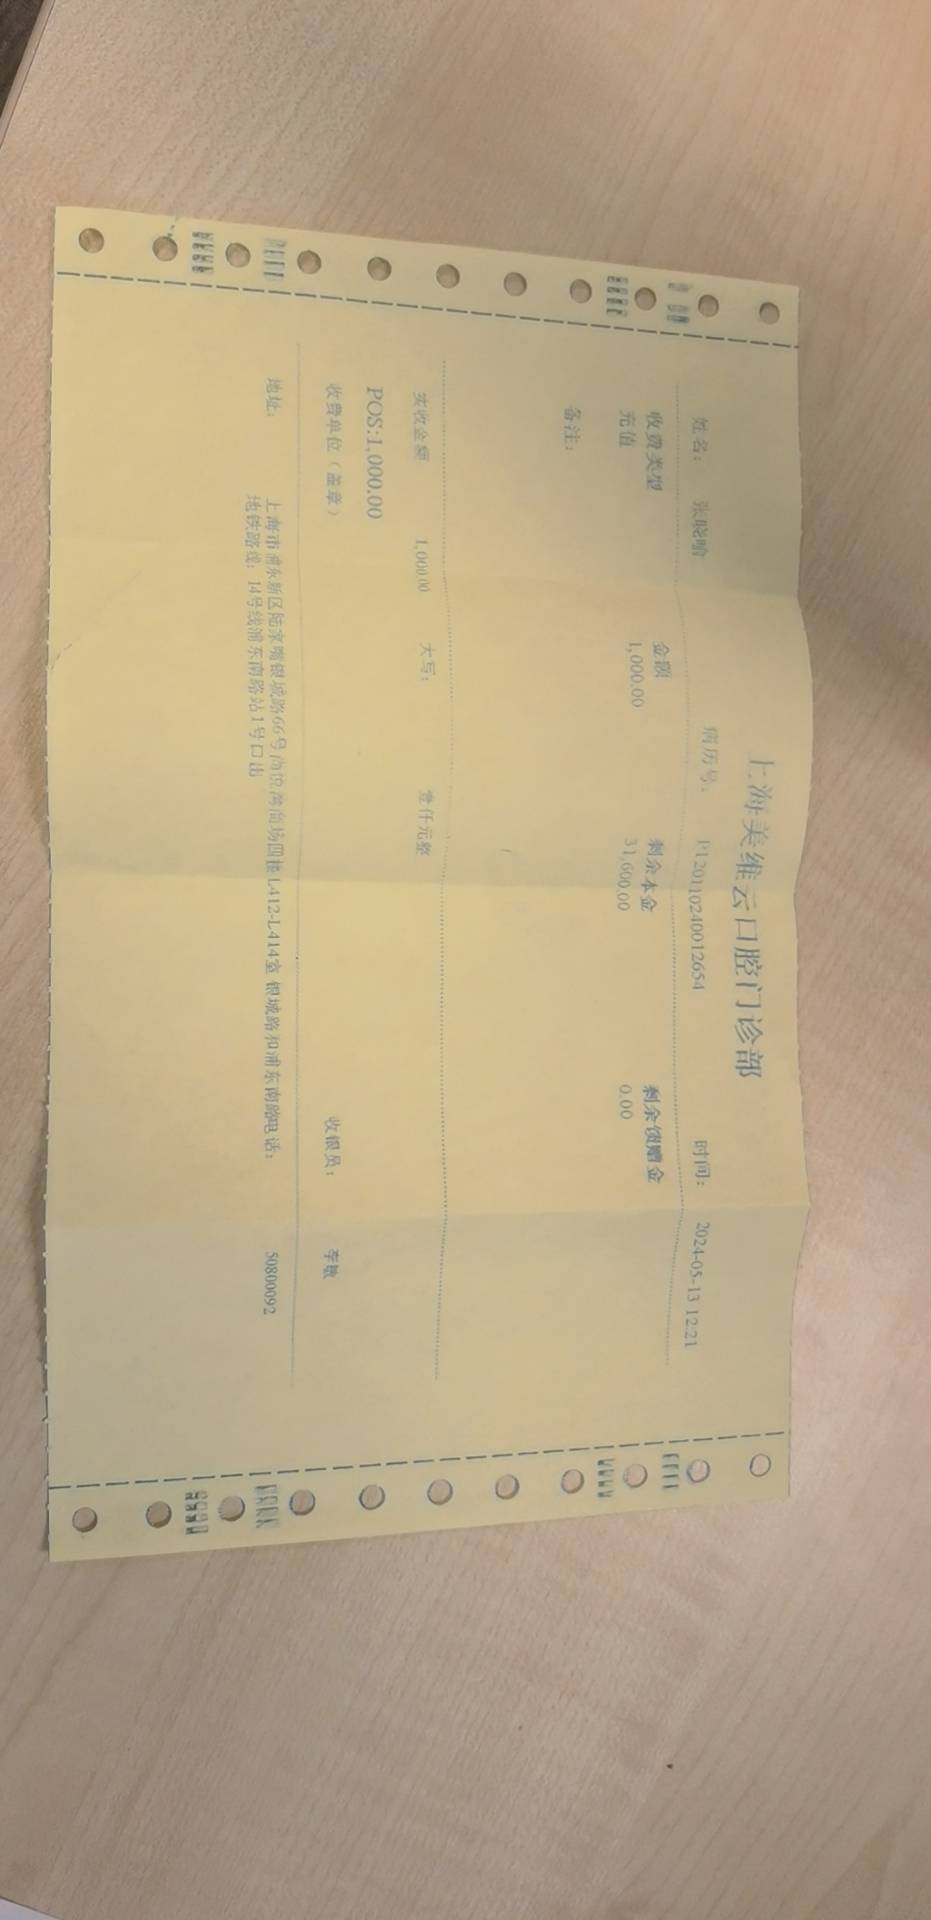 上海美维云口腔门诊部
姓名： 张晓喻 病历号： P120110240012654 时间： 2024-05-13 12:21
收费类型 金额 剩余本金 剩余馈赠金
充值 1,000.00 31,600.00 0.00
备注：
实收金额 1,000.00 大写： 壹仟元整
POS:1,000.00
收费单位（盖章） 收银员： 李敏
地址： 上海市浦东新区陆家嘴银城路66号尚悦湾商场四楼L412-L414室 银城路和浦东南路 电话： 50800092
地铁路线：14号线浦东南路站1号口出